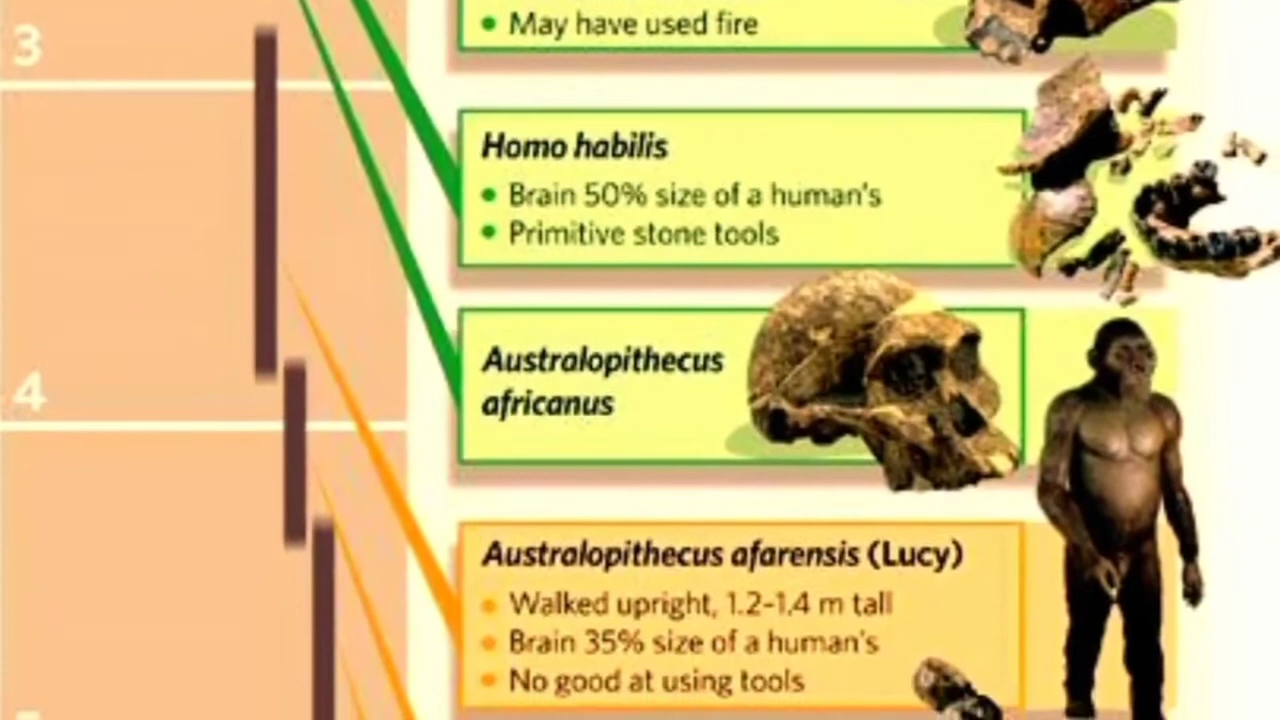 3
• May have used fire
Homo habilis
• Brain 50% size of a human's
• Primitive stone tools
4
Australopithecus
africanus
Australopithecus afarensis (Lucy)
• Walked upright, 1.2-1.4 m tall
• Brain 35% size of a human's
• No good at using tools